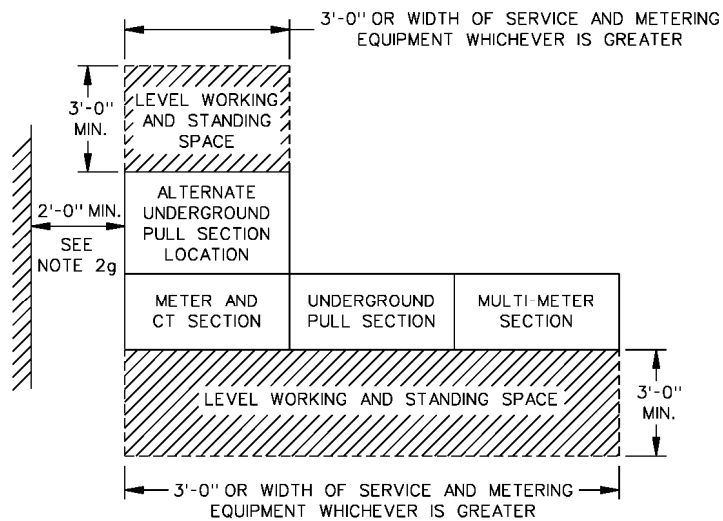 3'-0" OR WIDTH OF SERVICE AND METERING
EQUIPMENT WHICHEVER IS GREATER
3'-0"
MIN.
LEVEL WORKING
AND STANDING
SPACE
2'-0" MIN.
SEE
NOTE 2g
ALTERNATE
UNDERGROUND
PULL SECTION
LOCATION
METER AND
CT SECTION
UNDERGROUND
PULL SECTION
MULTI-METER
SECTION
LEVEL WORKING AND STANDING SPACE
3'-0"
MIN.
3'-0" OR WIDTH OF SERVICE AND METERING
EQUIPMENT WHICHEVER IS GREATER